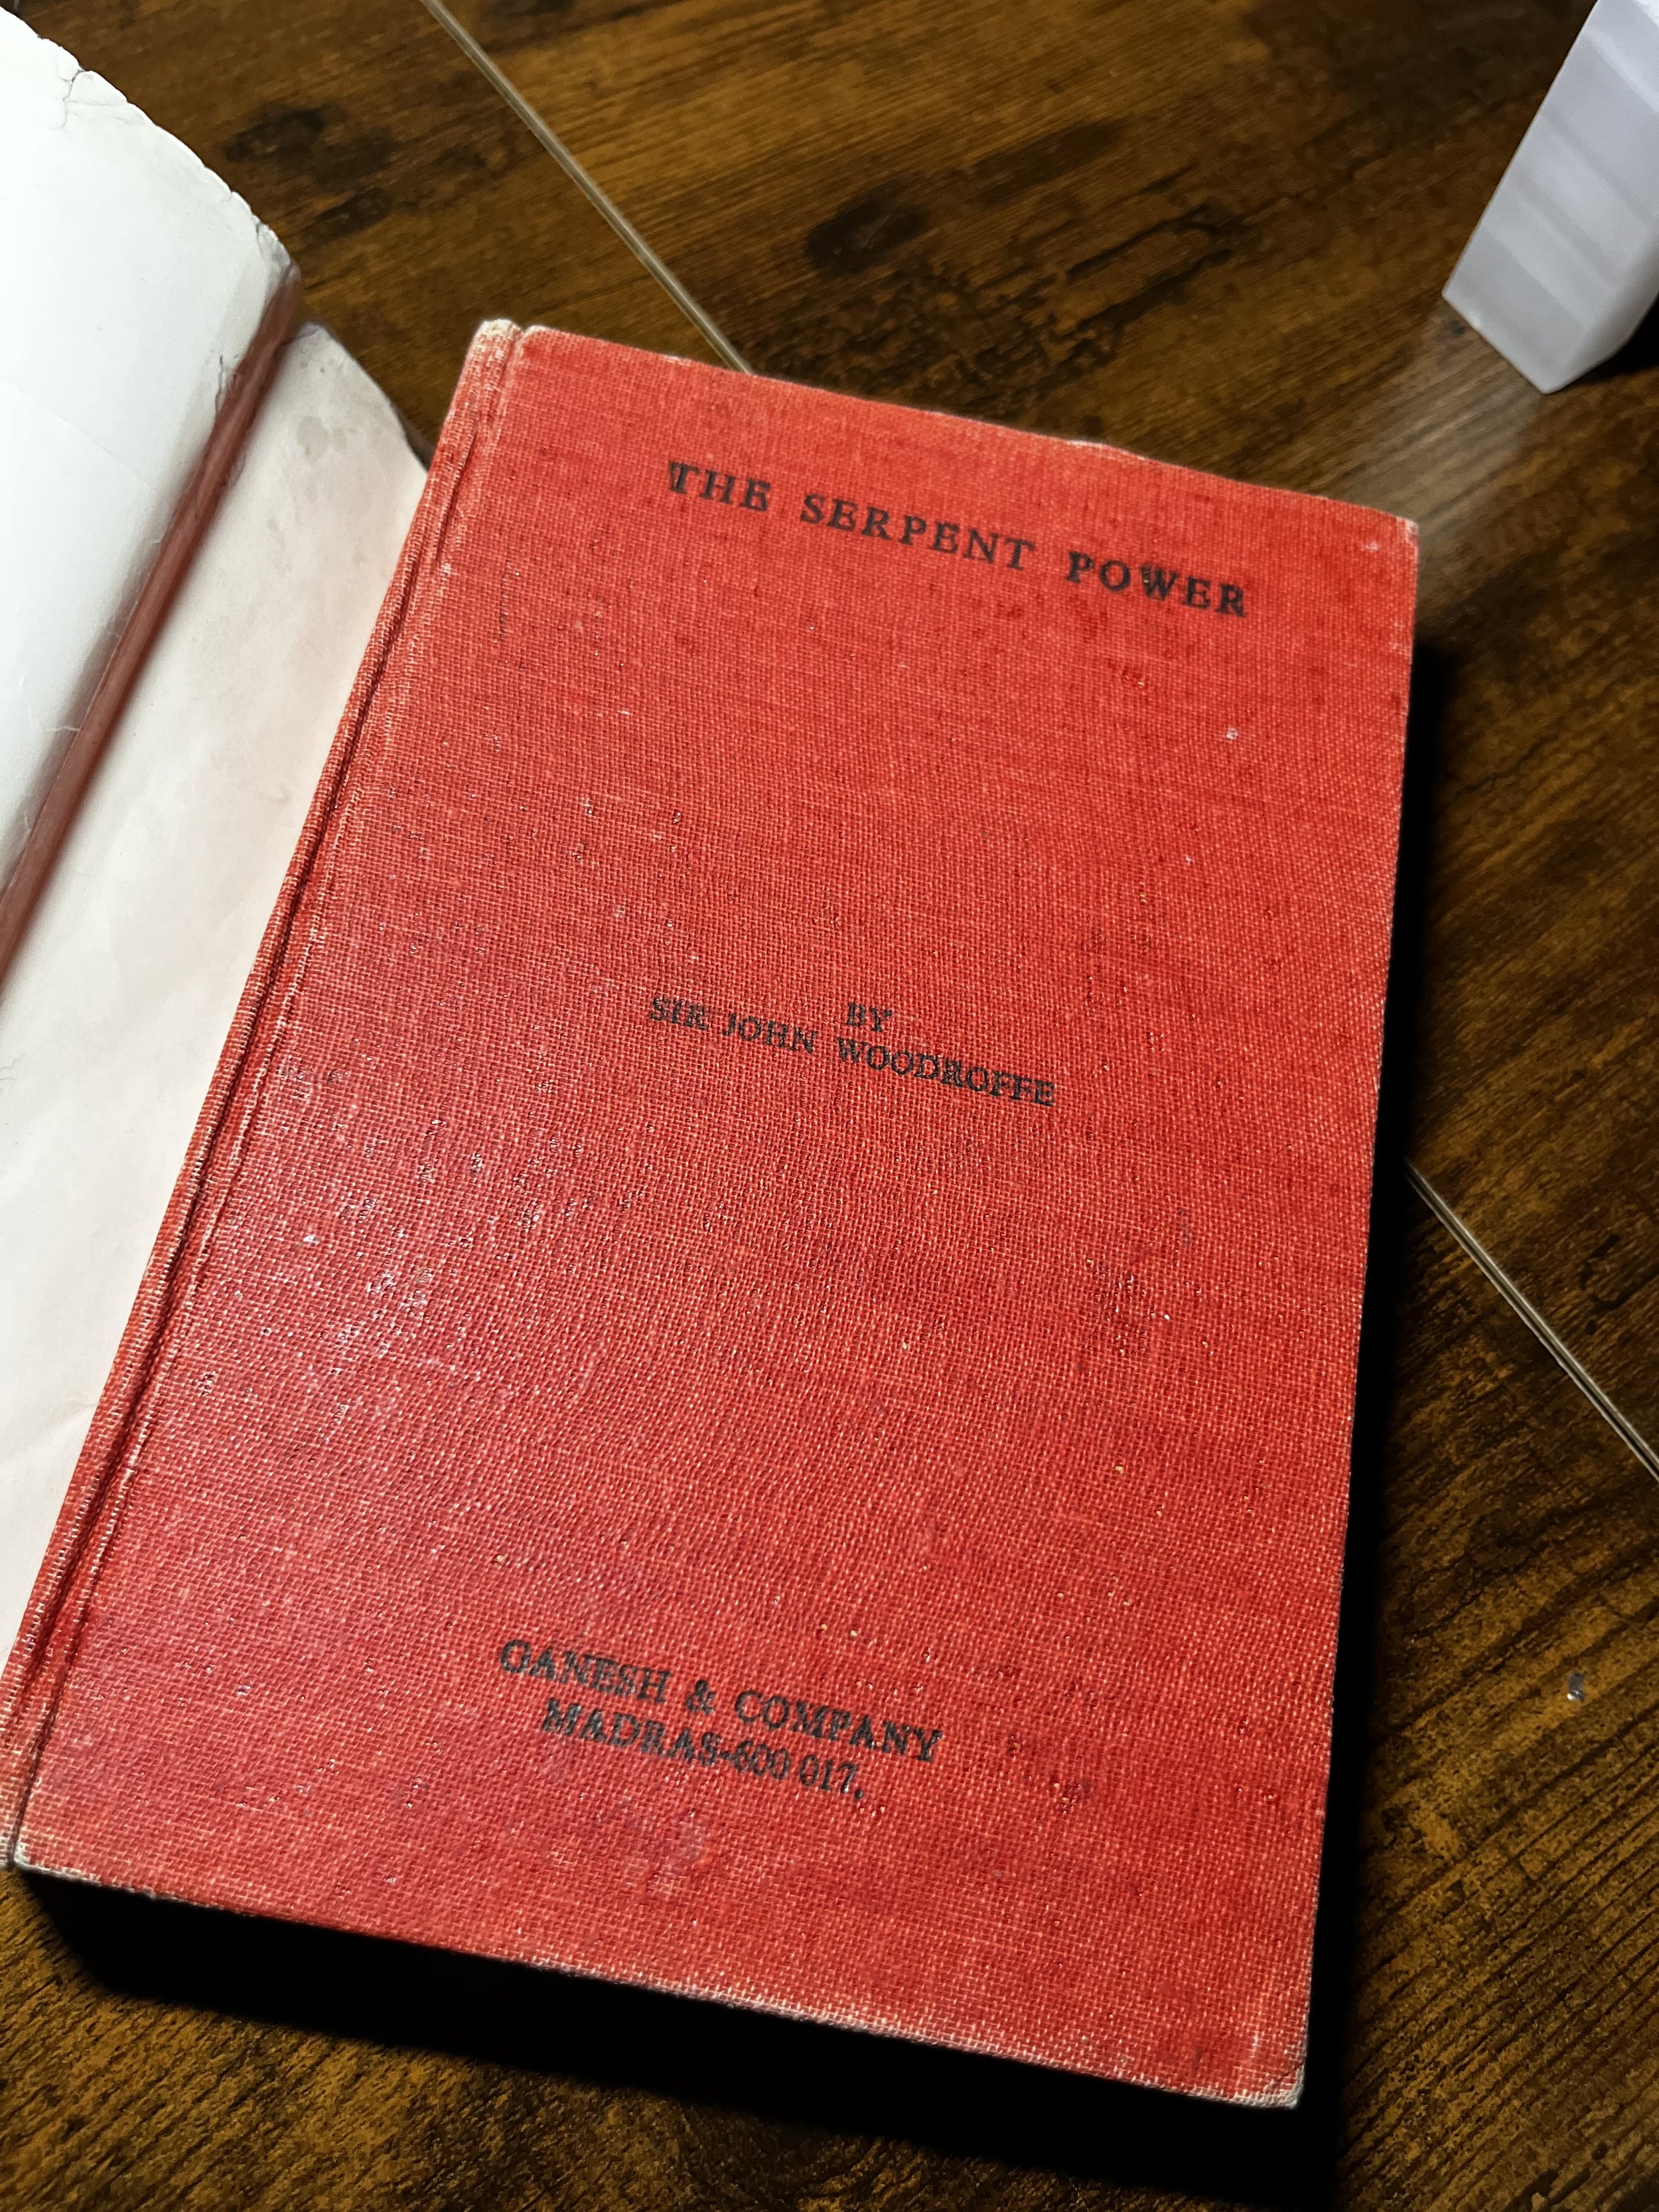 THE SERPENT POWER
BY
SIR JOHN WOODROFFE
GANESH & COMPANY
MADRAS-600 017.